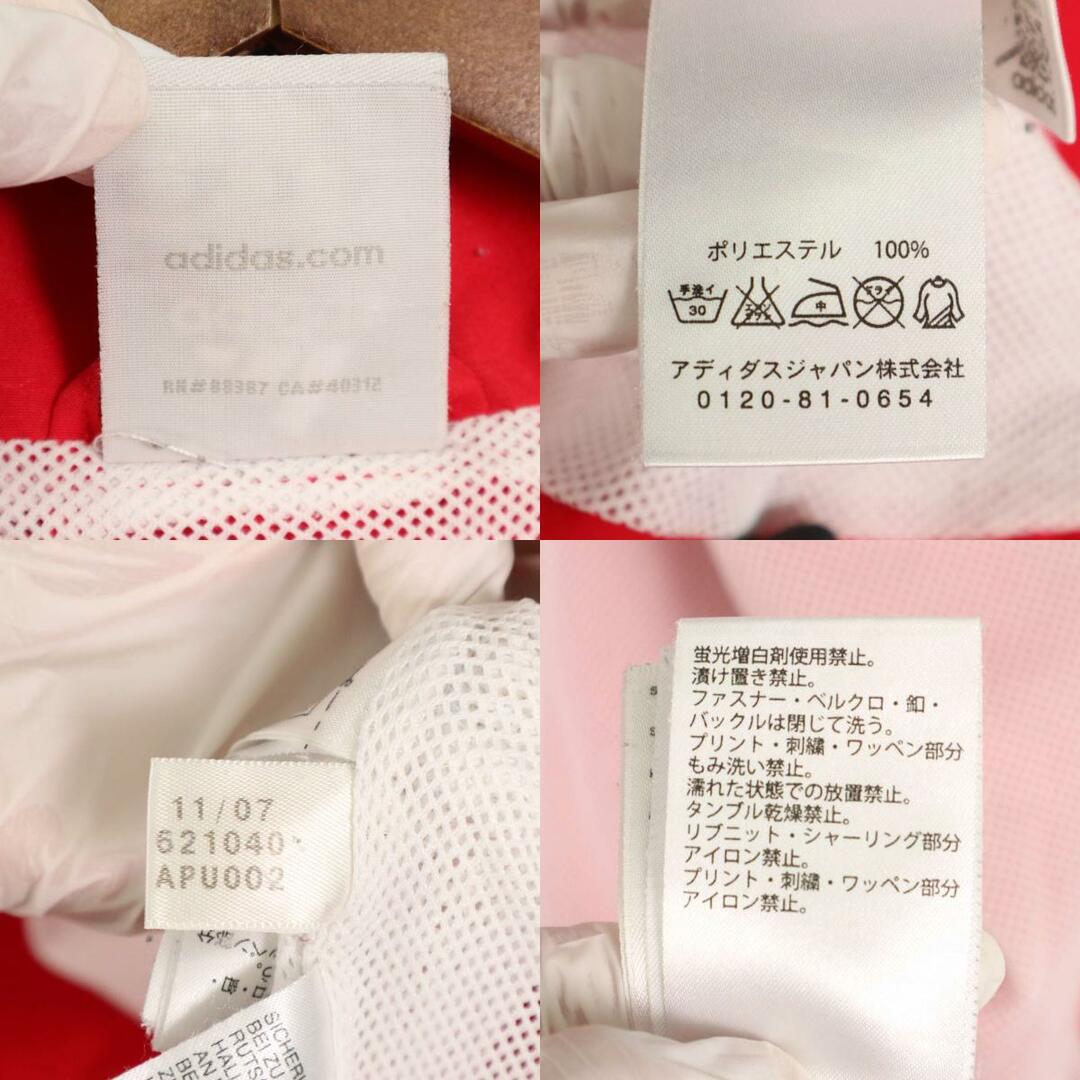 adidas.com
RN#88387 CA#40312
ポリエステル 100%
手洗イ
30
中
アディダスジャパン株式会社
0120-81-0654
adidas
11/07
621040
APU002
蛍光増白剤使用禁止。
漬け置き禁止。
ファスナー・ベルクロ・釦・
バックルは閉じて洗う。
プリント・刺繍・ワッペン部分
もみ洗い禁止。
濡れた状態での放置禁止。
タンブル乾燥禁止。
リブニット・シャーリング部分
アイロン禁止。
プリント・刺繍・ワッペン部分
アイロン禁止。
BEI ZU
RUTS
HAL
AN
BE